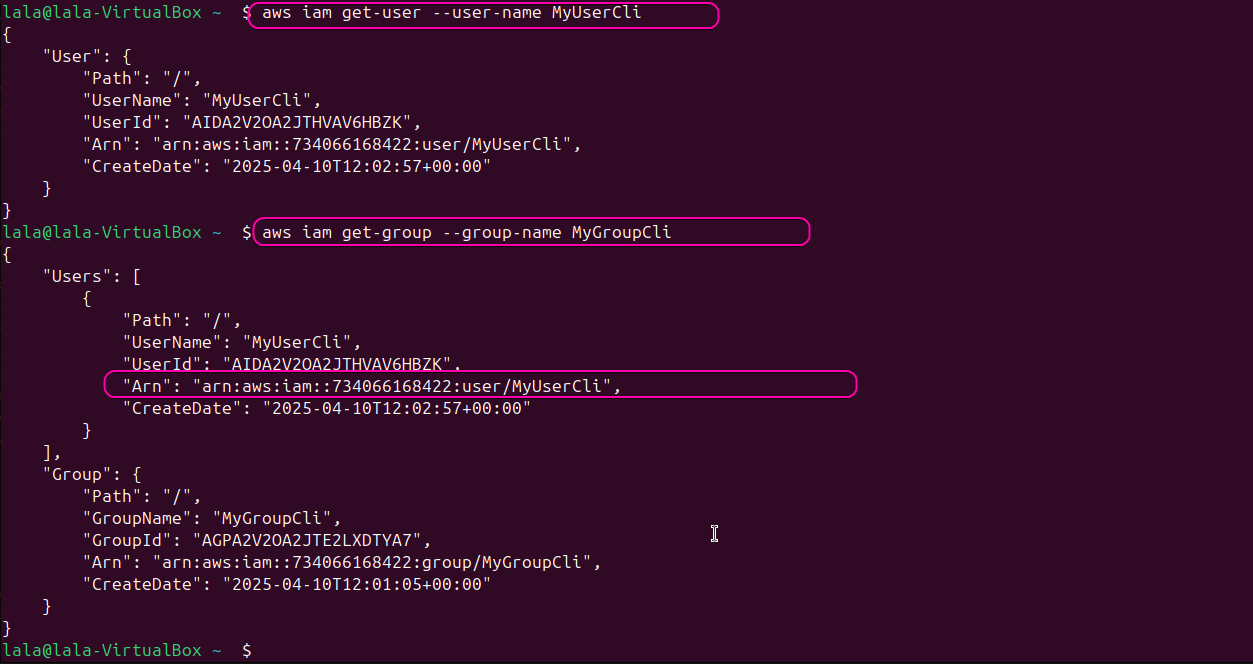 lala@lala-VirtualBox ~  $ aws iam get-user --user-name MyUserCli
{
    "User": {
        "Path": "/",
        "UserName": "MyUserCli",
        "UserId": "AIDA2V2OA2JTHVAV6HBZK",
        "Arn": "arn:aws:iam::734066168422:user/MyUserCli",
        "CreateDate": "2025-04-10T12:02:57+00:00"
    }
}
lala@lala-VirtualBox ~  $ aws iam get-group --group-name MyGroupCli
{
    "Users": [
        {
            "Path": "/",
            "UserName": "MyUserCli",
            "UserId": "AIDA2V2OA2JTHVAV6HBZK",
            "Arn": "arn:aws:iam::734066168422:user/MyUserCli",
            "CreateDate": "2025-04-10T12:02:57+00:00"
        }
    ],
    "Group": {
        "Path": "/",
        "GroupName": "MyGroupCli",
        "GroupId": "AGPA2V2OA2JTE2LXDTYA7",
        "Arn": "arn:aws:iam::734066168422:group/MyGroupCli",
        "CreateDate": "2025-04-10T12:01:05+00:00"
    }
}
lala@lala-VirtualBox ~  $